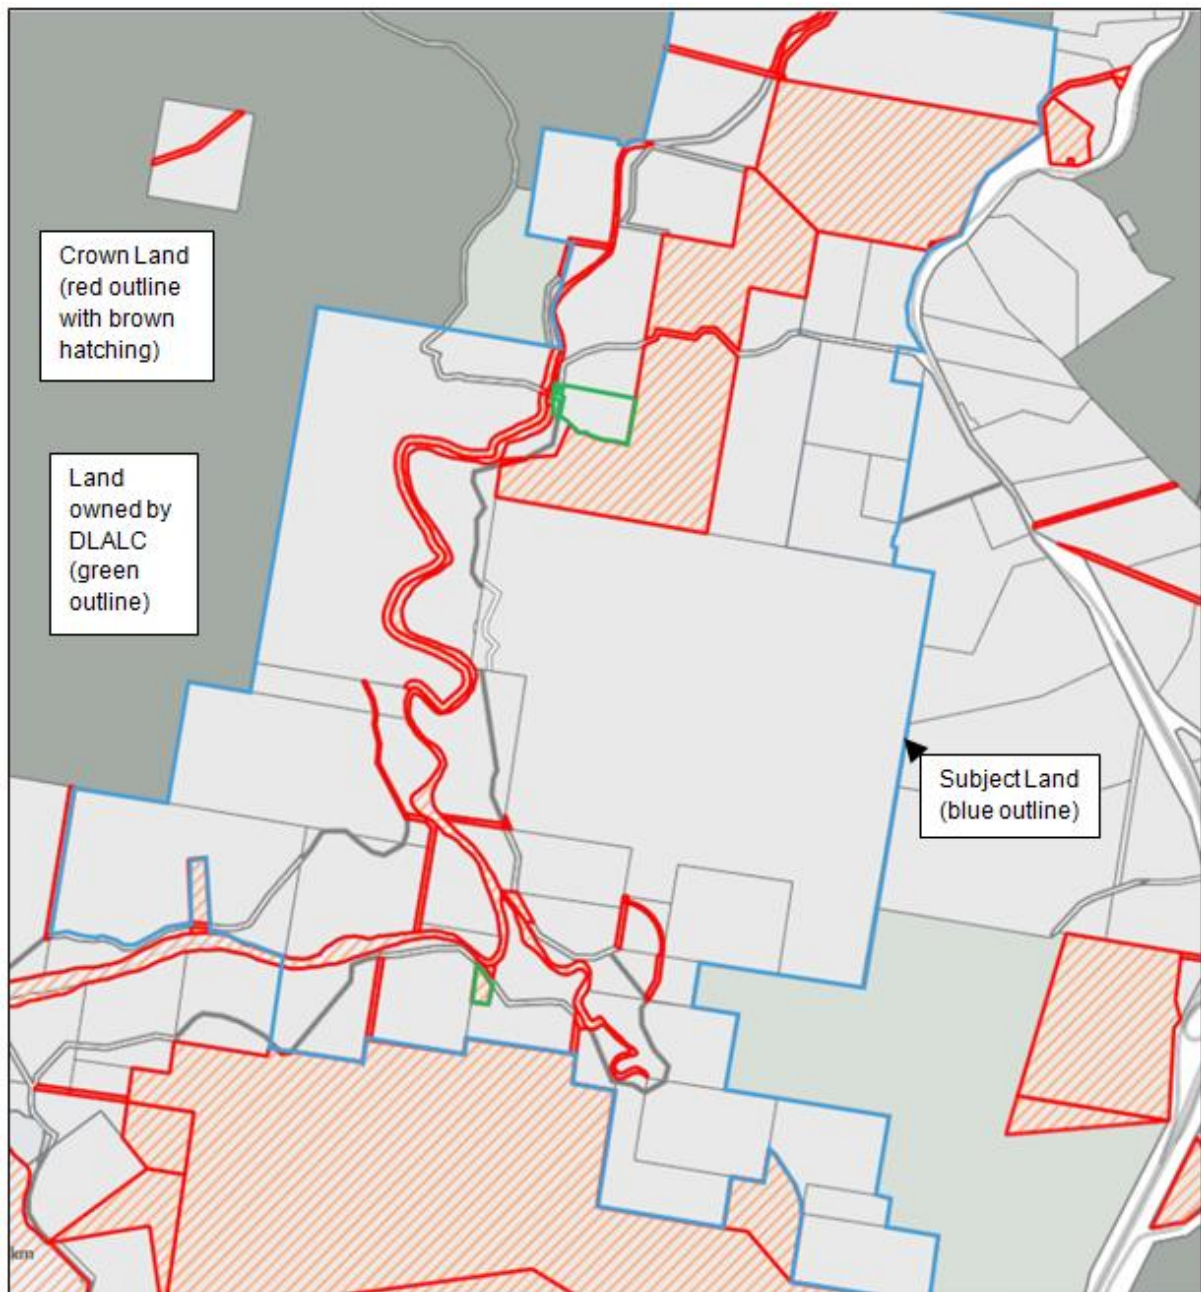 Crown Land
(red outline
with brown
hatching)
Land
owned by
DLALC
(green
outline)
Subject Land
(blue outline)
km